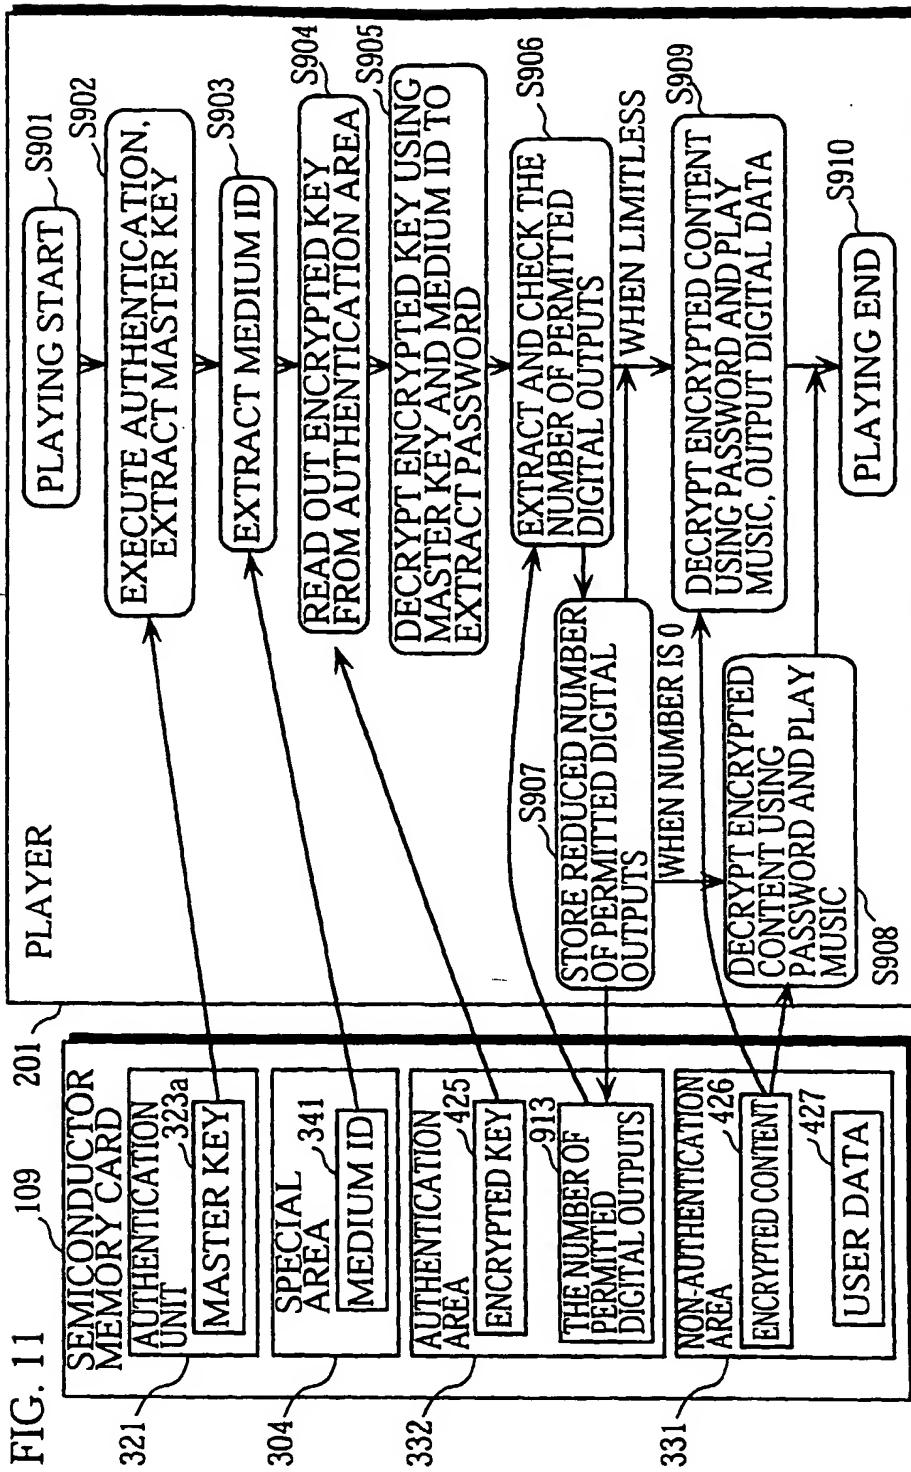 FIG. 11
109
201
SEMICONDUCTOR
MEMORY CARD
321
AUTHENTICATION
UNIT
323a
MASTER KEY
304
SPECIAL
AREA
341
MEDIUM ID
332
AUTHENTICATION
AREA
425
ENCRYPTED KEY
913
THE NUMBER OF
PERMITTED
DIGITAL OUTPUTS
331
NON-AUTHENTICATION
AREA
426
ENCRYPTED CONTENT
427
USER DATA
PLAYER
PLAYING START
S901
EXECUTE AUTHENTICATION,
EXTRACT MASTER KEY
S902
EXTRACT MEDIUM ID
S903
READ OUT ENCRYPTED KEY
FROM AUTHENTICATION AREA
S904
DECRYPT ENCRYPTED KEY USING
MASTER KEY AND MEDIUM ID TO
EXTRACT PASSWORD
S905
EXTRACT AND CHECK THE
NUMBER OF PERMITTED
DIGITAL OUTPUTS
S906
S907
STORE REDUCED NUMBER
OF PERMITTED DIGITAL
OUTPUTS
WHEN LIMITLESS
WHEN NUMBER IS 0
DECRYPT ENCRYPTED
CONTENT USING
PASSWORD AND PLAY
MUSIC
S908
DECRYPT ENCRYPTED CONTENT
USING PASSWORD AND PLAY
MUSIC, OUTPUT DIGITAL DATA
S909
PLAYING END
S910